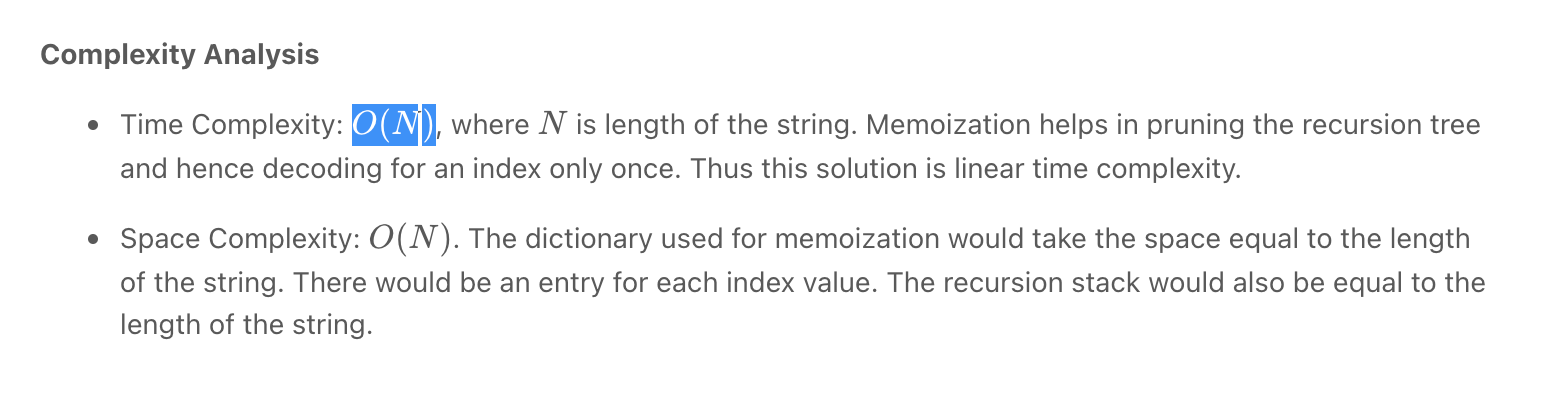 Complexity Analysis
• Time Complexity: O(N), where N is length of the string. Memoization helps in pruning the recursion tree
and hence decoding for an index only once. Thus this solution is linear time complexity.
• Space Complexity: O(N). The dictionary used for memoization would take the space equal to the length
of the string. There would be an entry for each index value. The recursion stack would also be equal to the
length of the string.